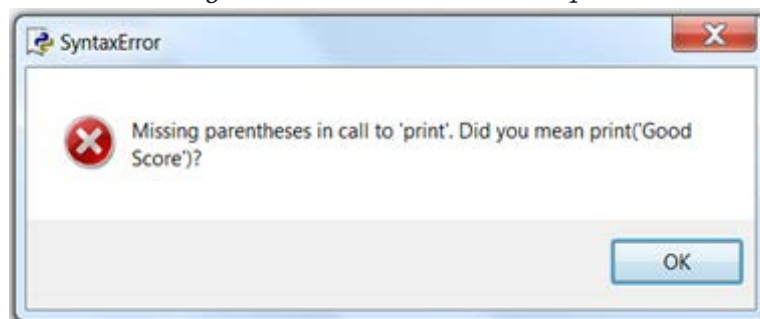 SyntaxError
Missing parentheses in call to 'print'. Did you mean print('Good
Score')?
OK